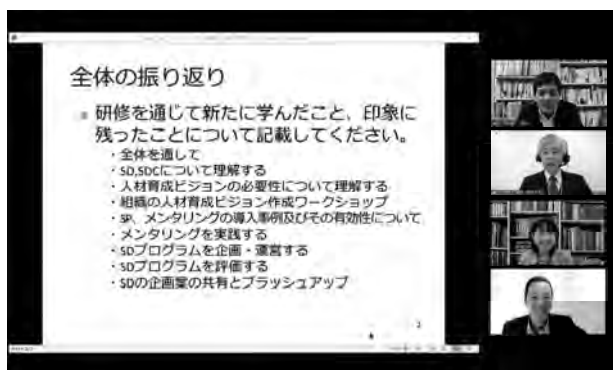 全体の振り返り
■ 研修を通じて新たに学んだこと、印象に
残ったことについて記載してください。
・全体を通して
・SD,SDCについて理解する
・人材育成ビジョンの必要性について理解する
・組織の人材育成ビジョン作成ワークショップ
・SP、メンタリングの導入事例及びその有効性について
・メンタリングを実践する
・SDプログラムを企画・運営する
・SDプログラムを評価する
・SDの企画案の共有とブラッシュアップ
2